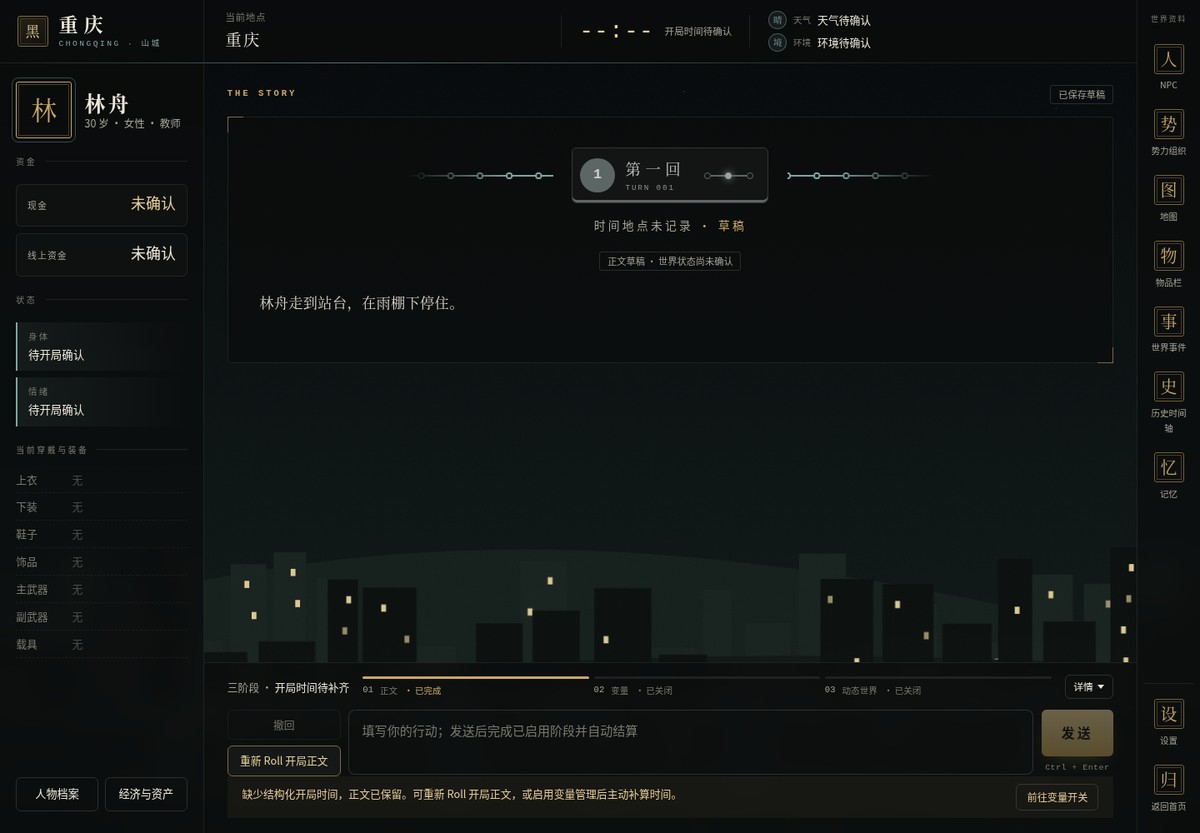 黑
重庆
CHONGQING · 山城
当前地点
重庆
--:--
开局时间待确认
晴 天气 天气待确认
境 环境 环境待确认
世界资料
林
林舟
30 岁 · 女性 · 教师
资金
现金 未确认
线上资金 未确认
状态
身体
待开局确认
情绪
待开局确认
当前穿戴与装备
上衣 无
下装 无
鞋子 无
饰品 无
主武器 无
副武器 无
载具 无
人物档案
经济与资产
THE STORY
已保存草稿
1 第一回
TURN 001
时间地点未记录 · 草稿
正文草稿 · 世界状态尚未确认
林舟走到站台，在雨棚下停住。
三阶段 · 开局时间待补齐
01 正文 · 已完成
02 变量 · 已关闭
03 动态世界 · 已关闭
详情
撤回
重新 Roll 开局正文
填写你的行动；发送后完成已启用阶段并自动结算
发送
Ctrl + Enter
缺少结构化开局时间，正文已保留。可重新 Roll 开局正文，或启用变量管理后主动补算时间。
前往变量开关
人
NPC
势
势力组织
图
地图
物
物品栏
事
世界事件
史
历史时间
轴
忆
记忆
设
设置
归
返回首页